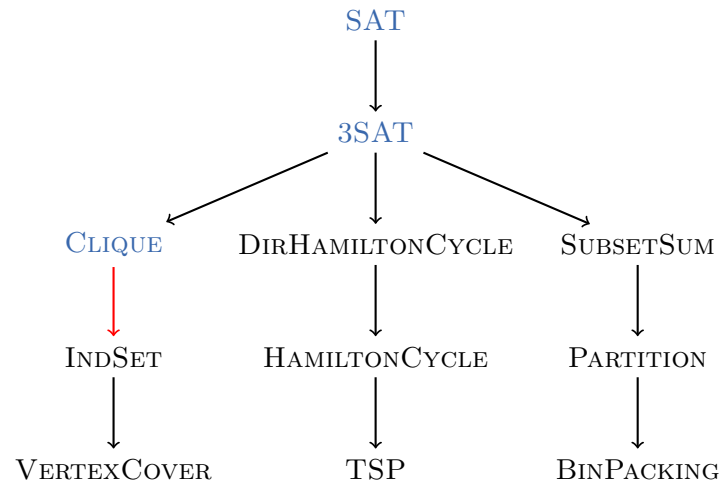 SAT
3SAT
CLIQUE DIRHAMILTONCYCLE SUBSETSUM
INDSET HAMILTONCYCLE PARTITION
VERTEXCOVER TSP BINPACKING